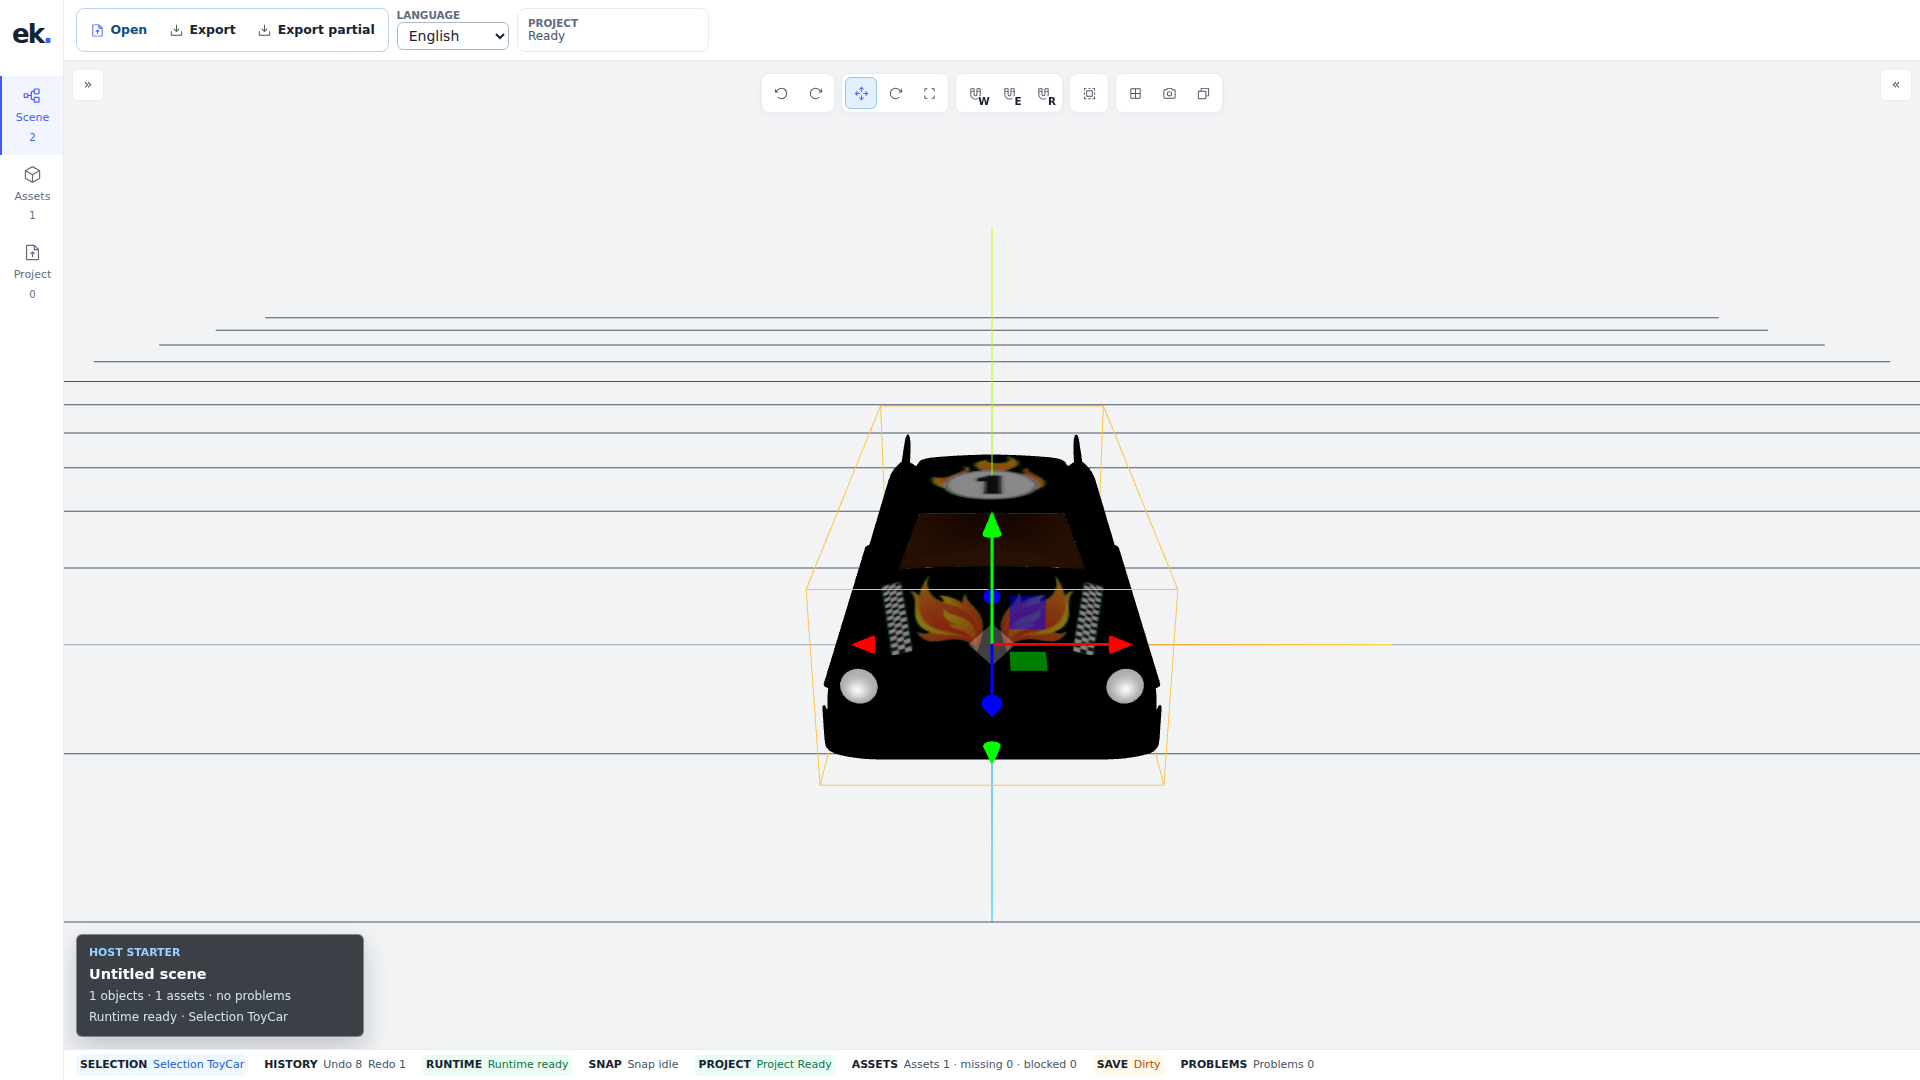 ek.
Open
Export
Export partial
LANGUAGE
English
PROJECT
Ready
»
«
W
E
R
Scene
2
Assets
1
Project
0
1
HOST STARTER
Untitled scene
1 objects · 1 assets · no problems
Runtime ready · Selection ToyCar
SELECTION Selection ToyCar
HISTORY Undo 8 Redo 1
RUNTIME Runtime ready
SNAP Snap idle
PROJECT Project Ready
ASSETS Assets 1 · missing 0 · blocked 0
SAVE Dirty
PROBLEMS Problems 0